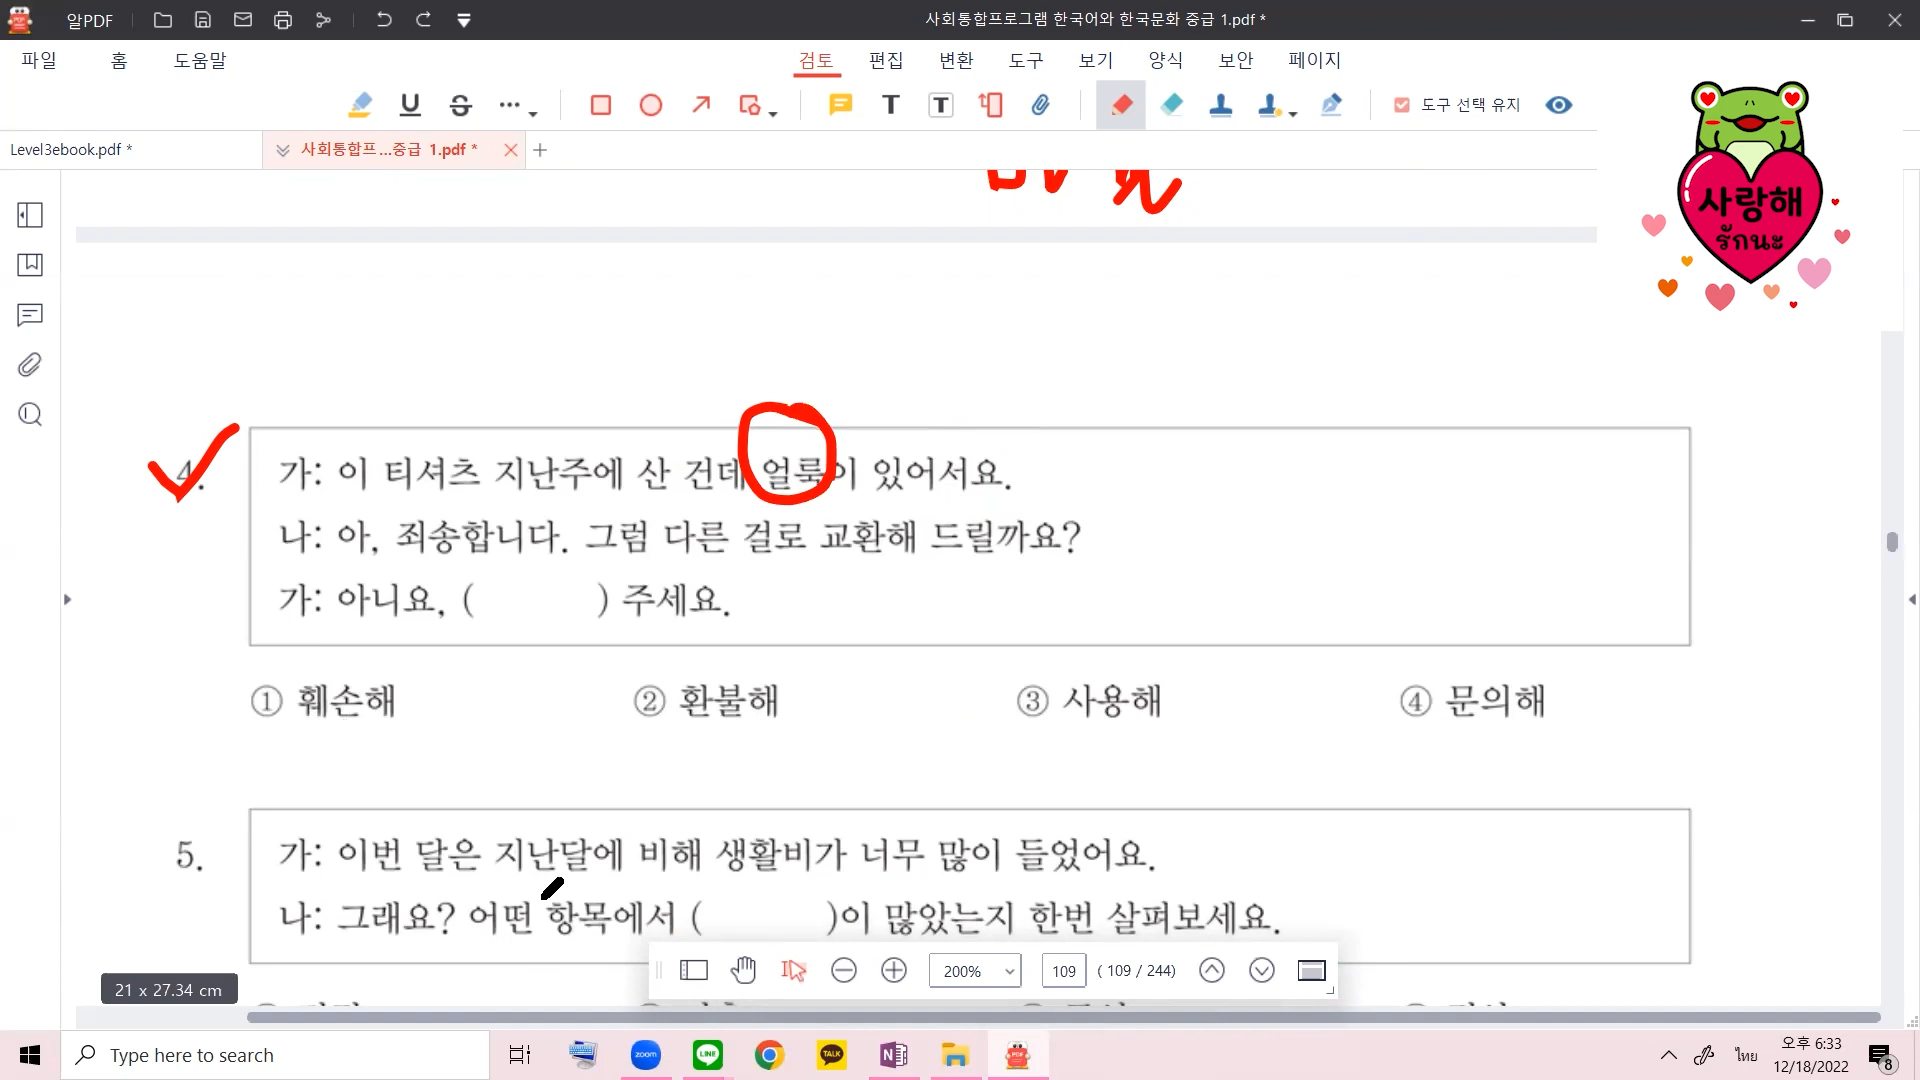 알PDF
사회통합프로그램 한국어와 한국문화 중급 1.pdf *
파일 홈 도움말 검토 편집 변환 도구 보기 양식 보안 페이지
도구 선택 유지
Level3ebook.pdf *
사회통합프...중급 1.pdf *
사랑해
รักนะ
4.
가: 이 티셔츠 지난주에 산 건데 얼룩이 있어서요.
나: 아, 죄송합니다. 그럼 다른 걸로 교환해 드릴까요?
가: 아니요, ( ) 주세요.
① 훼손해 ② 환불해 ③ 사용해 ④ 문의해
5.
가: 이번 달은 지난달에 비해 생활비가 너무 많이 들었어요.
나: 그래요? 어떤 항목에서 ( )이 많았는지 한번 살펴보세요.
200% 109 ( 109 / 244)
21 x 27.34 cm
Type here to search
zoom
LINE
TALK
N
PDF
ไทย
오후 6:33
12/18/2022
8